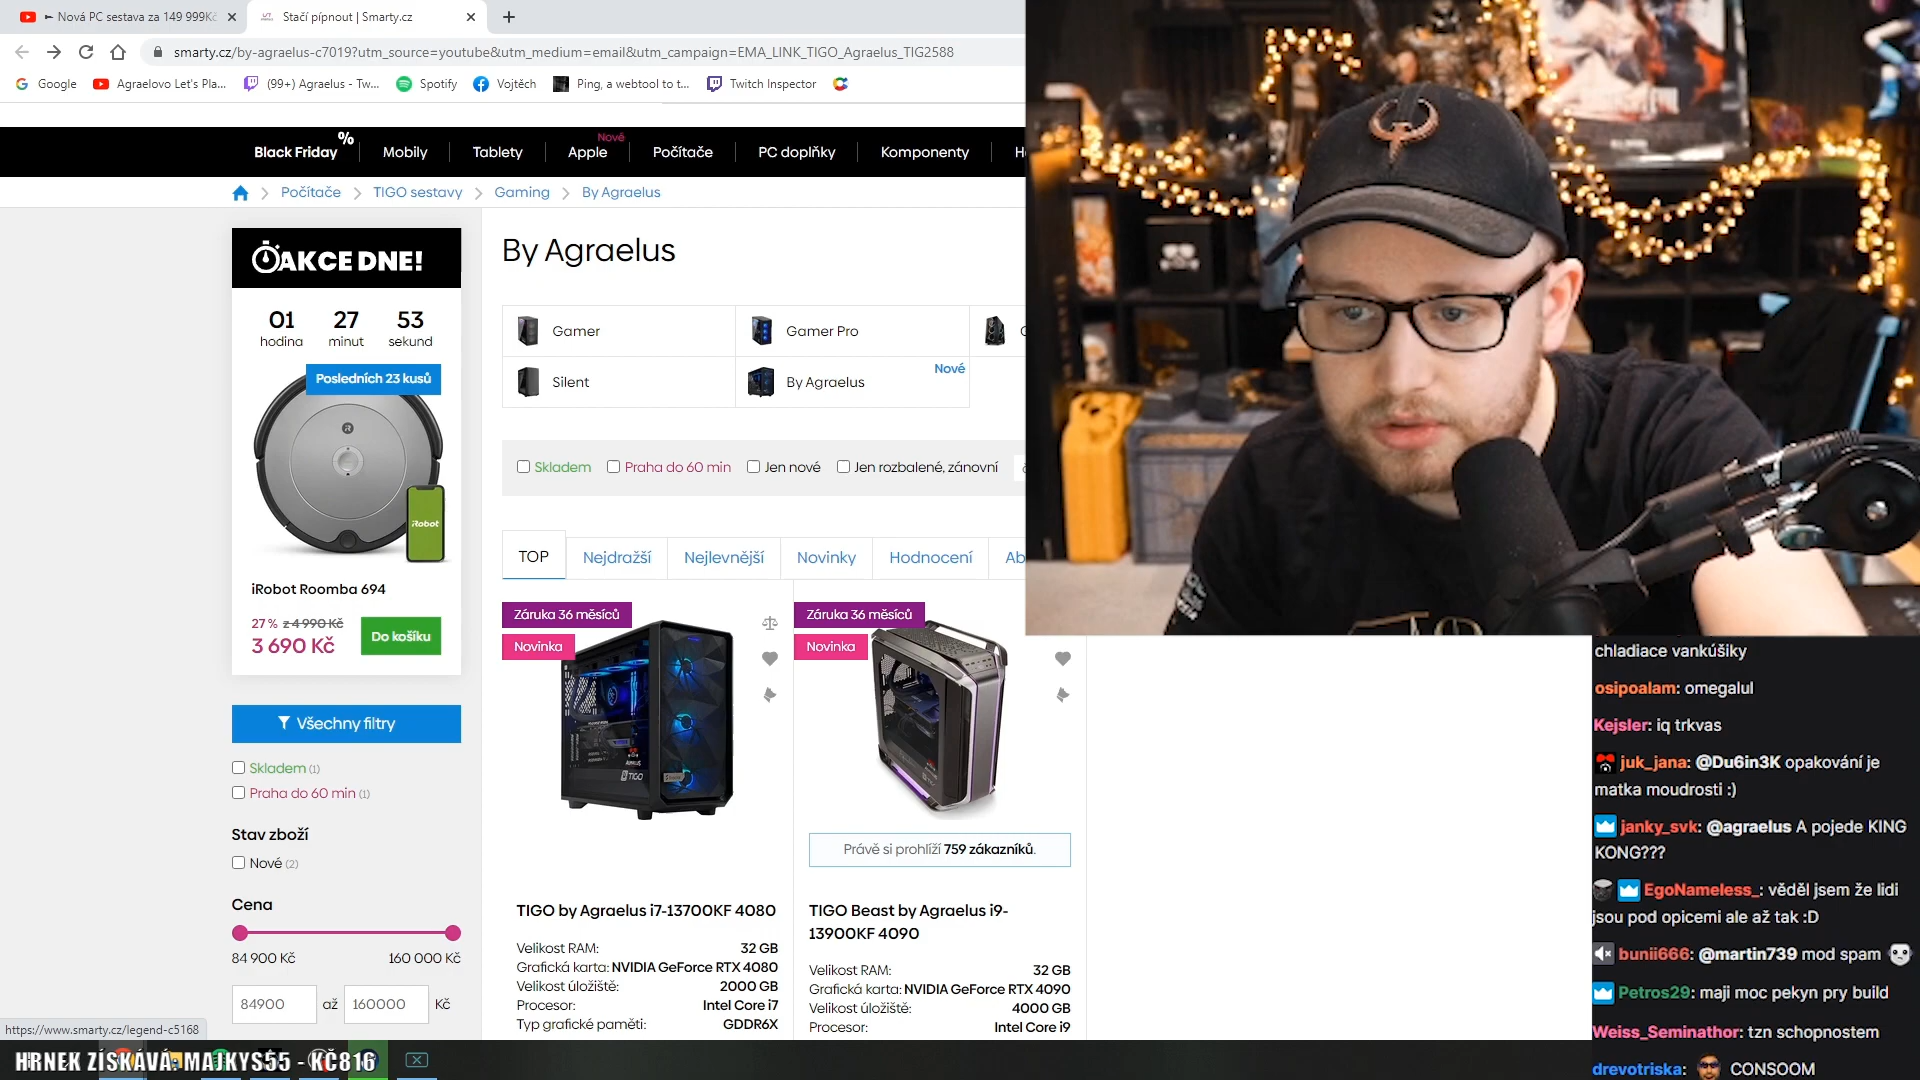 ► Nová PC sestava za 149 999Kč
Stačí pípnout | Smarty.cz
smarty.cz/by-agraelus-c7019?utm_source=youtube&utm_medium=email&utm_campaign=EMA_LINK_TIGO_Agraelus_TIG2588
Google
Agraelovo Let's Pla...
(99+) Agraelus - Tw...
Spotify
Vojtěch
Ping, a webtool to t...
Twitch Inspector
Nové
Black Friday %
Mobily
Tablety
Apple
Počítače
PC doplňky
Komponenty
Počítače
TIGO sestavy
Gaming
By Agraelus
AKCE DNE!
01 27 53
hodina minut sekund
Posledních 23 kusů
iRobot
iRobot Roomba 694
27 % z 4 990 Kč
3 690 Kč
Do košíku
Všechny filtry
Skladem (1)
Praha do 60 min (1)
Stav zboží
Nové (2)
Cena
84 900 Kč 160 000 Kč
84900 až 160000 Kč
https://www.smarty.cz/legend-c5168
By Agraelus
Gamer
Gamer Pro
Silent
By Agraelus
Nové
Skladem
Praha do 60 min
Jen nové
Jen rozbalené, zánovní
TOP
Nejdražší
Nejlevnější
Novinky
Hodnocení
Ab
Záruka 36 měsíců
Novinka
TIGO
TIGO by Agraelus i7-13700KF 4080
Velikost RAM: 32 GB
Grafická karta: NVIDIA GeForce RTX 4080
Velikost úložiště: 2000 GB
Procesor: Intel Core i7
Typ grafické paměti: GDDR6X
Záruka 36 měsíců
Novinka
Právě si prohlíží 759 zákazníků.
TIGO Beast by Agraelus i9-
13900KF 4090
Velikost RAM: 32 GB
Grafická karta: NVIDIA GeForce RTX 4090
Velikost úložiště: 4000 GB
Procesor: Intel Core i9
chladiace vankúšiky
osipoalam: omegalul
Kejsler: iq trkvas
juk_jana: @Du6in3K opakování je
matka moudrosti :)
janky_svk: @agraelus A pojede KING
KONG???
EgoNameless_: věděl jsem že lidi
jsou pod opicemi ale až tak :D
bunii666: @martin739 mod spam
Petros29: maji moc pekyn pry build
Weiss_Seminathor: tzn schopnostem
drevotriska: CONSOOM
HRNEK ZÍSKÁVÁ: MAJKYS55 - KČ816